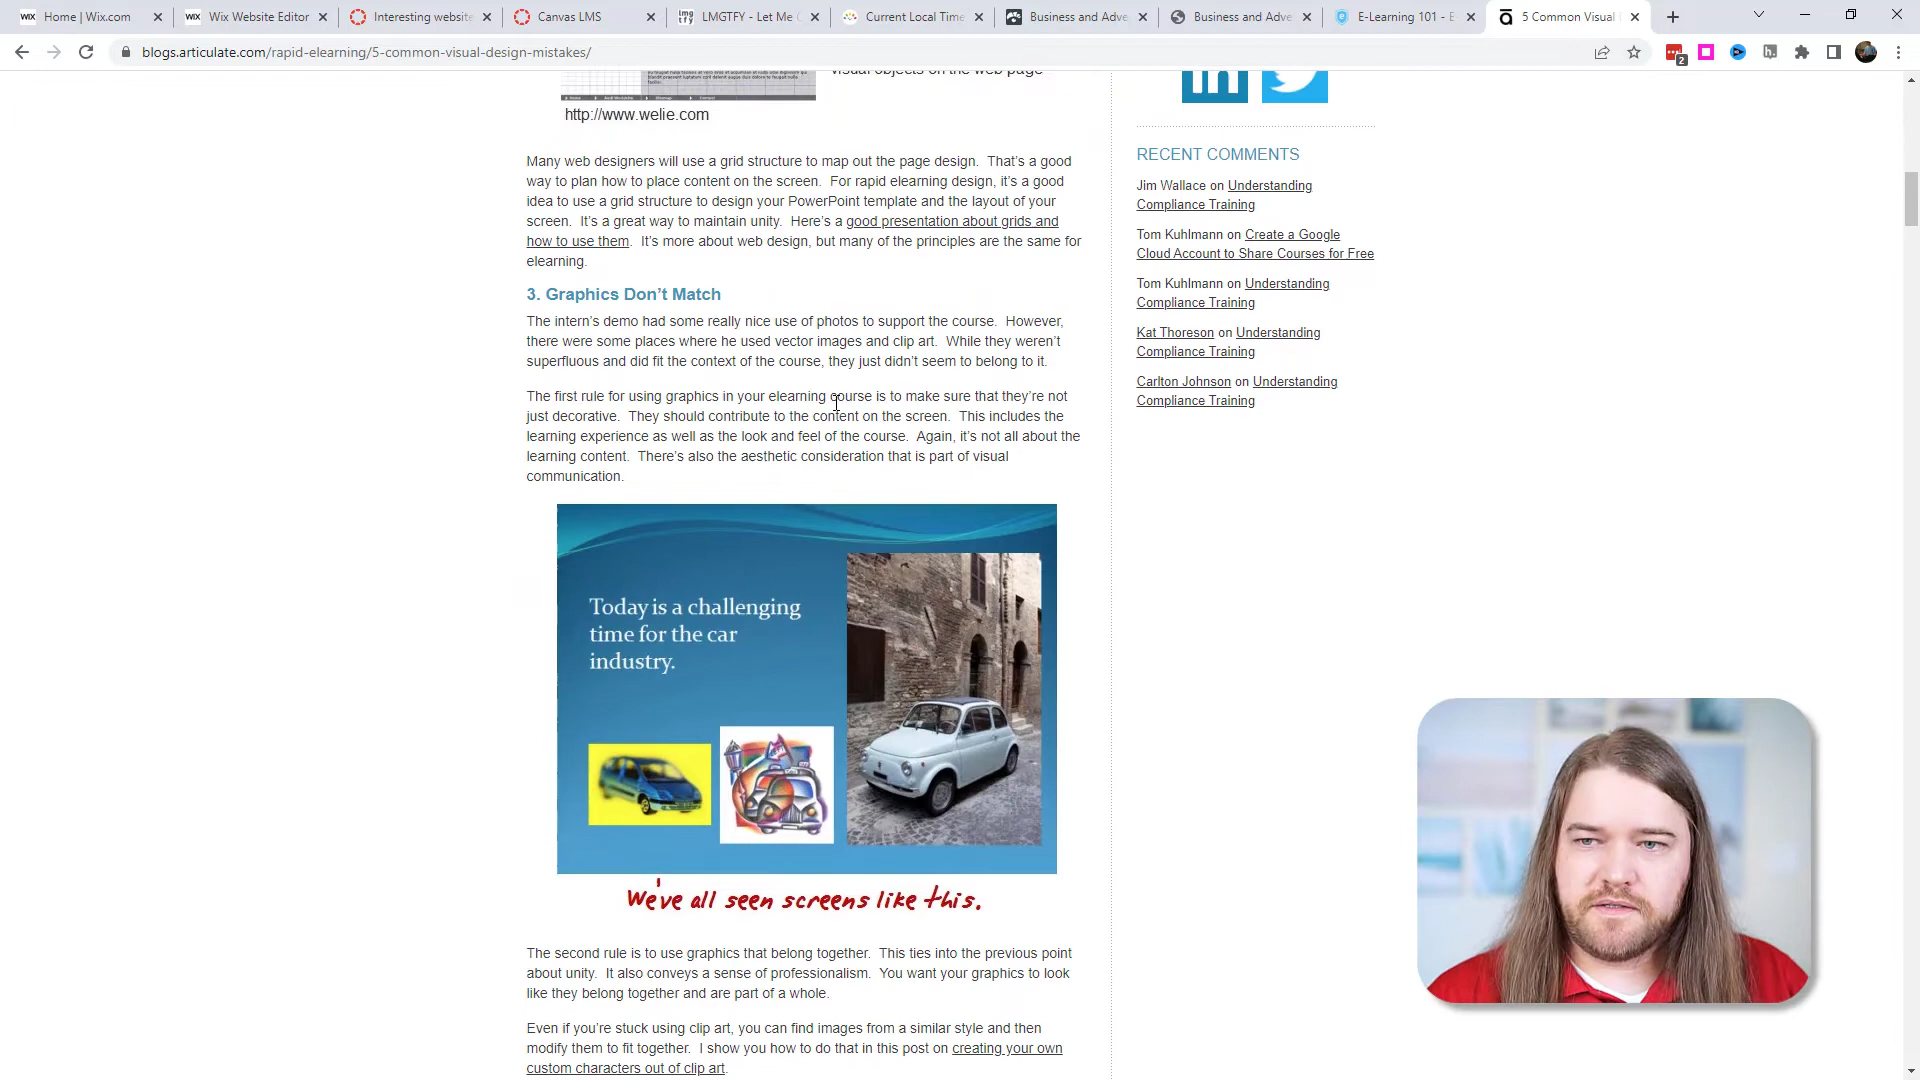 Home | Wix.com
Wix Website Editor
Interesting website
Canvas LMS
LMGTFY - Let Me G
Current Local Time
Business and Adve
Business and Adve
E-Learning 101 - E
5 Common Visual
blogs.articulate.com/rapid-elearning/5-common-visual-design-mistakes/
2
visual objects on the web page
http://www.welie.com
Many web designers will use a grid structure to map out the page design.  That’s a good
way to plan how to place content on the screen.  For rapid elearning design, it’s a good
idea to use a grid structure to design your PowerPoint template and the layout of your
screen.  It’s a great way to maintain unity.  Here’s a good presentation about grids and
how to use them.  It’s more about web design, but many of the principles are the same for
elearning.
3. Graphics Don’t Match
The intern’s demo had some really nice use of photos to support the course.  However,
there were some places where he used vector images and clip art.  While they weren’t
superfluous and did fit the context of the course, they just didn’t seem to belong to it.
The first rule for using graphics in your elearning course is to make sure that they’re not
just decorative.  They should contribute to the content on the screen.  This includes the
learning experience as well as the look and feel of the course.  Again, it’s not all about the
learning content.  There’s also the aesthetic consideration that is part of visual
communication.
Today is a challenging
time for the car
industry.
We've all seen screens like this.
The second rule is to use graphics that belong together.  This ties into the previous point
about unity.  It also conveys a sense of professionalism.  You want your graphics to look
like they belong together and are part of a whole.
Even if you’re stuck using clip art, you can find images from a similar style and then
modify them to fit together.  I show you how to do that in this post on creating your own
custom characters out of clip art.
RECENT COMMENTS
Jim Wallace on Understanding
Compliance Training
Tom Kuhlmann on Create a Google
Cloud Account to Share Courses for Free
Tom Kuhlmann on Understanding
Compliance Training
Kat Thoreson on Understanding
Compliance Training
Carlton Johnson on Understanding
Compliance Training